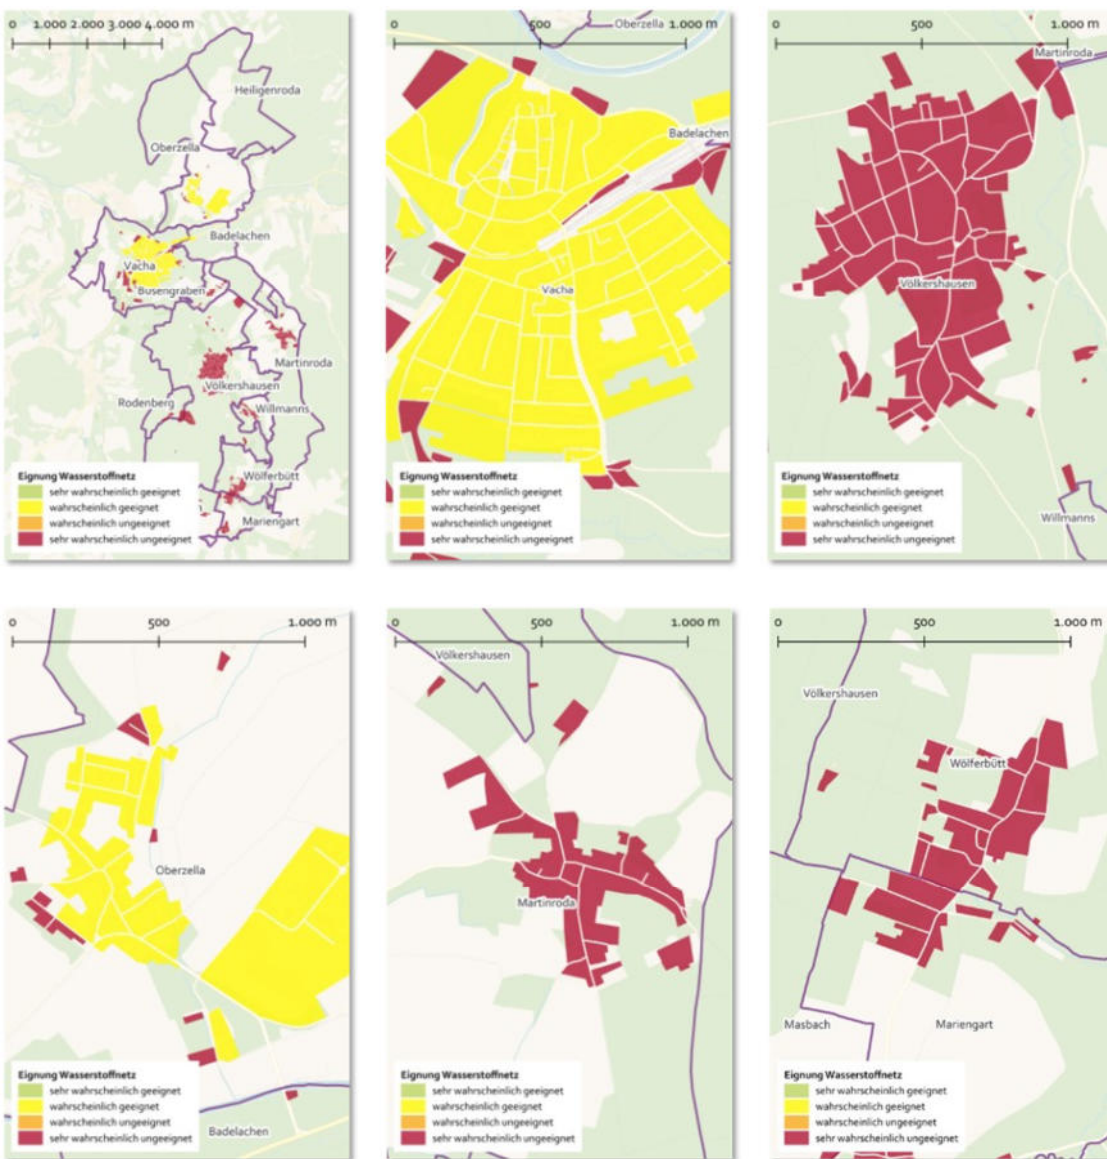 0 1.000 2.000 3.000 4.000 m
Heiligenroda
Oberzella
Badelachen
Vacha
Busengraben
Martinroda
Völkershausen
Rodenberg
Willmanns
Wölferbütt
Mariengart
Eignung Wasserstoffnetz
sehr wahrscheinlich geeignet
wahrscheinlich geeignet
wahrscheinlich ungeeignet
sehr wahrscheinlich ungeeignet
0 500 1.000 m
Oberzella
Badelachen
Vacha
Eignung Wasserstoffnetz
sehr wahrscheinlich geeignet
wahrscheinlich geeignet
wahrscheinlich ungeeignet
sehr wahrscheinlich ungeeignet
0 500 1.000 m
Martinroda
Völkershausen
Willmanns
Eignung Wasserstoffnetz
sehr wahrscheinlich geeignet
wahrscheinlich geeignet
wahrscheinlich ungeeignet
sehr wahrscheinlich ungeeignet
0 500 1.000 m
Oberzella
Badelachen
Eignung Wasserstoffnetz
sehr wahrscheinlich geeignet
wahrscheinlich geeignet
wahrscheinlich ungeeignet
sehr wahrscheinlich ungeeignet
0 500 1.000 m
Völkershausen
Martinroda
Eignung Wasserstoffnetz
sehr wahrscheinlich geeignet
wahrscheinlich geeignet
wahrscheinlich ungeeignet
sehr wahrscheinlich ungeeignet
0 500 1.000 m
Völkershausen
Wölferbütt
Masbach
Mariengart
Eignung Wasserstoffnetz
sehr wahrscheinlich geeignet
wahrscheinlich geeignet
wahrscheinlich ungeeignet
sehr wahrscheinlich ungeeignet